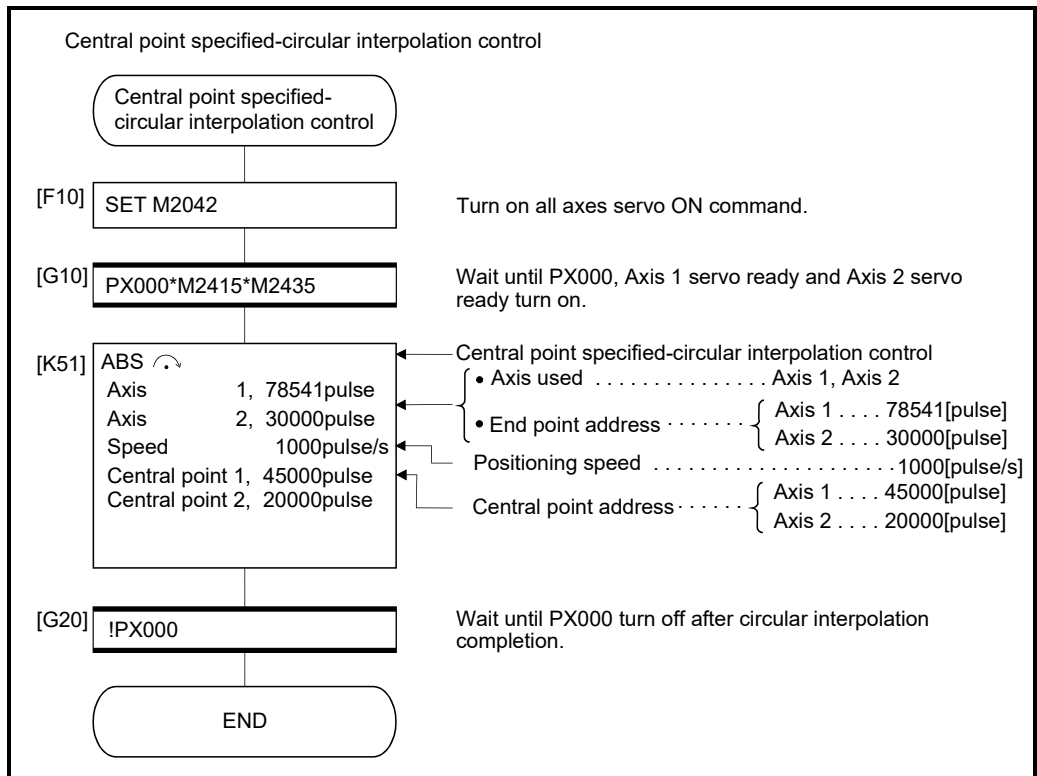 Central point specified-circular interpolation control
Central point specified-
circular interpolation control
[F10]
SET M2042
Turn on all axes servo ON command.
[G10]
PX000*M2415*M2435
Wait until PX000, Axis 1 servo ready and Axis 2 servo
ready turn on.
[K51]
ABS
Axis 1, 78541pulse
Axis 2, 30000pulse
Speed 1000pulse/s
Central point 1, 45000pulse
Central point 2, 20000pulse
Central point specified-circular interpolation control
• Axis used . . . . . . . . . . . . . . . Axis 1, Axis 2
• End point address . . . . . . . { Axis 1 . . . . 78541[pulse]
Axis 2 . . . . 30000[pulse]
Positioning speed . . . . . . . . . . . . . . . . . . . . . .1000[pulse/s]
Central point address . . . . . . . { Axis 1 . . . . 45000[pulse]
Axis 2 . . . . 20000[pulse]
[G20]
!PX000
Wait until PX000 turn off after circular interpolation
completion.
END